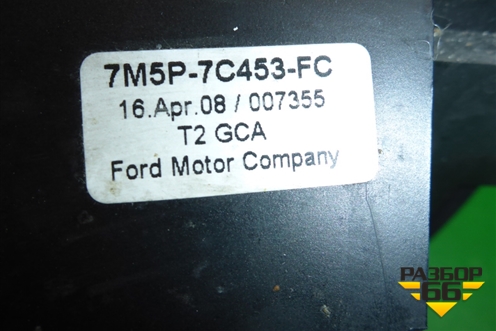 7M5P-7C453-FC
16.Apr.08 / 007355
T2 GCA
Ford Motor Company
РАЗБОР
66